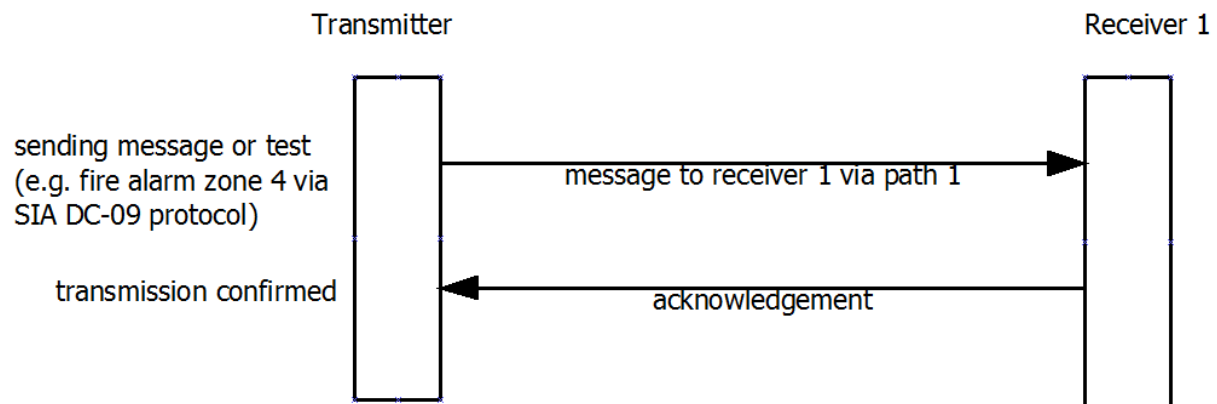 Transmitter
Receiver 1
sending message or test
(e.g. fire alarm zone 4 via
SIA DC-09 protocol)
message to receiver 1 via path 1
transmission confirmed
acknowledgement